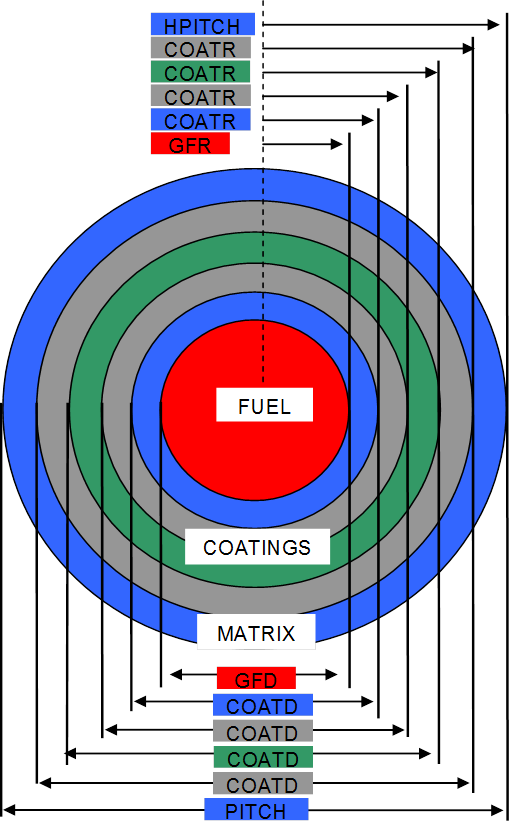 HPITCH
COATR
COATR
COATR
COATR
GFR
FUEL
COATINGS
MATRIX
GFD
COATD
COATD
COATD
COATD
PITCH